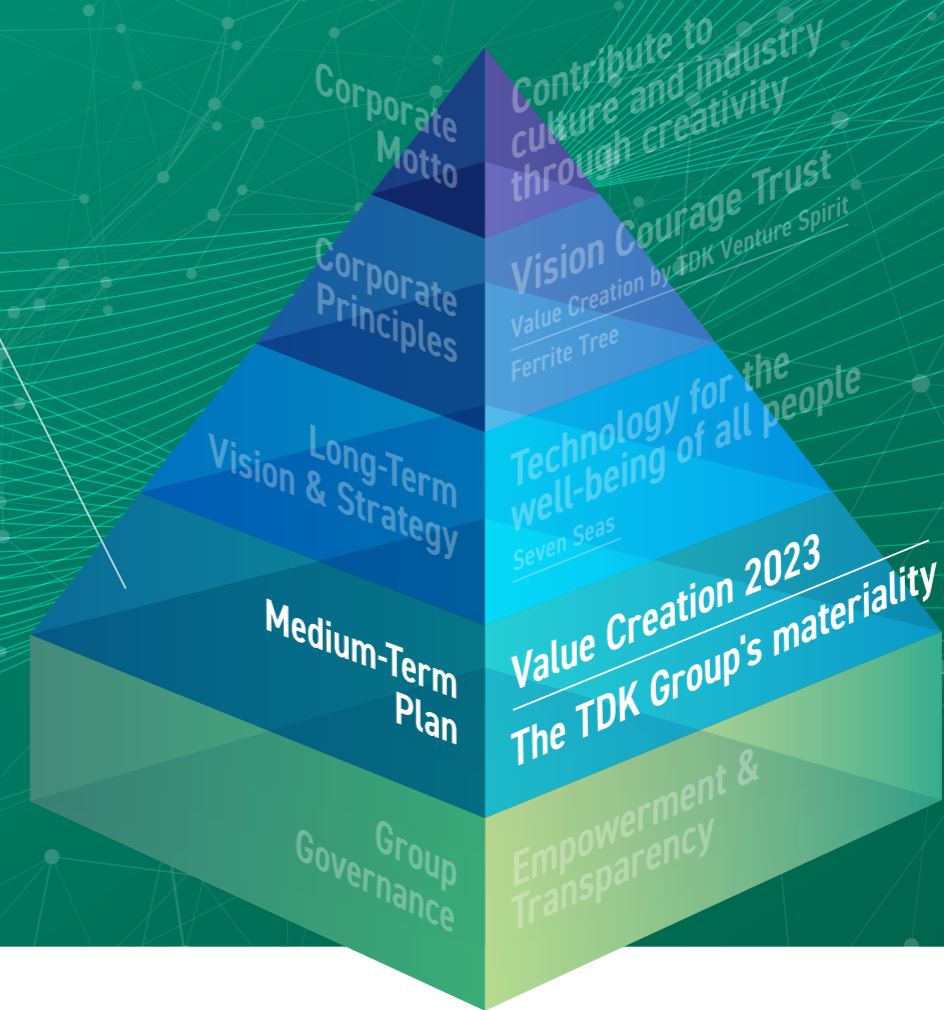 Corporate
Motto
Contribute to
culture and industry
through creativity
Corporate
Principles
Vision Courage Trust
Value Creation by TDK Venture Spirit
Ferrite Tree
Long-Term
Vision & Strategy
Technology for the
well-being of all people
Seven Seas
Medium-Term
Plan
Value Creation 2023
The TDK Group's materiality
Group
Governance
Empowerment &
Transparency